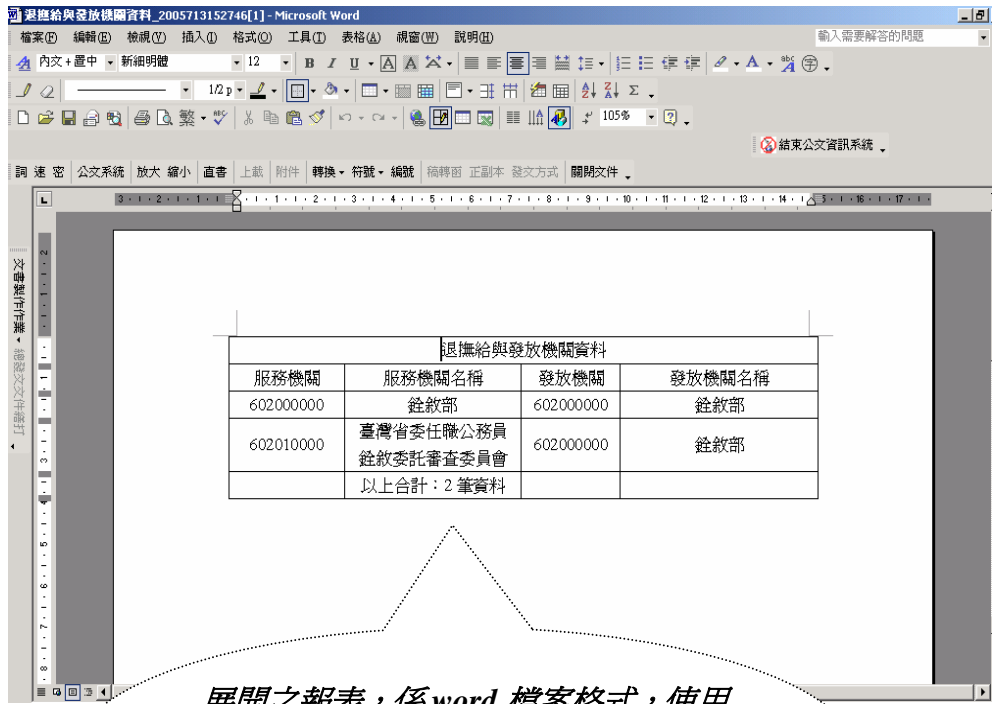 退撫給與發放機關資料_2005713152746[1] - Microsoft Word
檔案(F) 編輯(E) 檢視(V) 插入(I) 格式(O) 工具(T) 表格(A) 視窗(W) 說明(H) 輸入需要解答的問題
內文 + 置中 新細明體 12 B I U A A
1/2 p
繁 105%
結束公文資訊系統
詞 速 密 公文系統 放大 縮小 直書 上載 附件 轉換 符號 編號 稿轉函 正副本 發文方式 關閉文件
文書製作作業 總發文文件繕打
退撫給與發放機關資料
服務機關 服務機關名稱 發放機關 發放機關名稱
602000000 銓敘部 602000000 銓敘部
602010000 臺灣省委任職公務員
銓敘委託審查委員會 602000000 銓敘部
以上合計：2 筆資料
展開之報表，係 word 檔案格式，使用